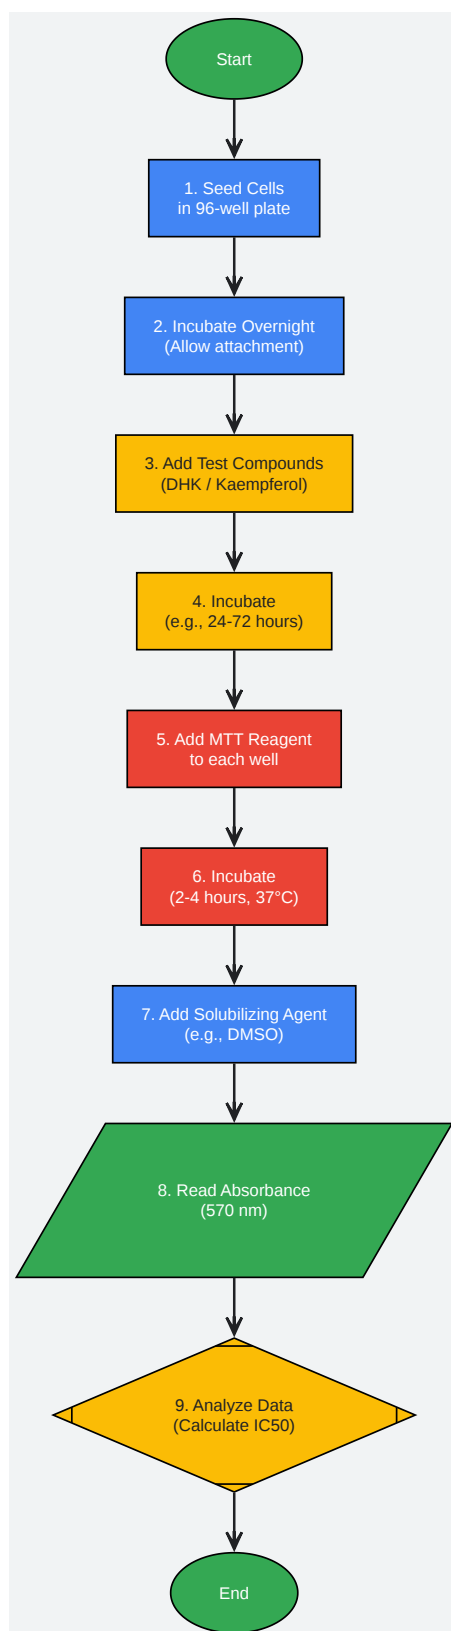 Start
1. Seed Cells
in 96-well plate
2. Incubate Overnight
(Allow attachment)
3. Add Test Compounds
(DHK / Kaempferol)
4. Incubate
(e.g., 24-72 hours)
5. Add MTT Reagent
to each well
6. Incubate
(2-4 hours, 37°C)
7. Add Solubilizing Agent
(e.g., DMSO)
8. Read Absorbance
(570 nm)
9. Analyze Data
(Calculate IC50)
End